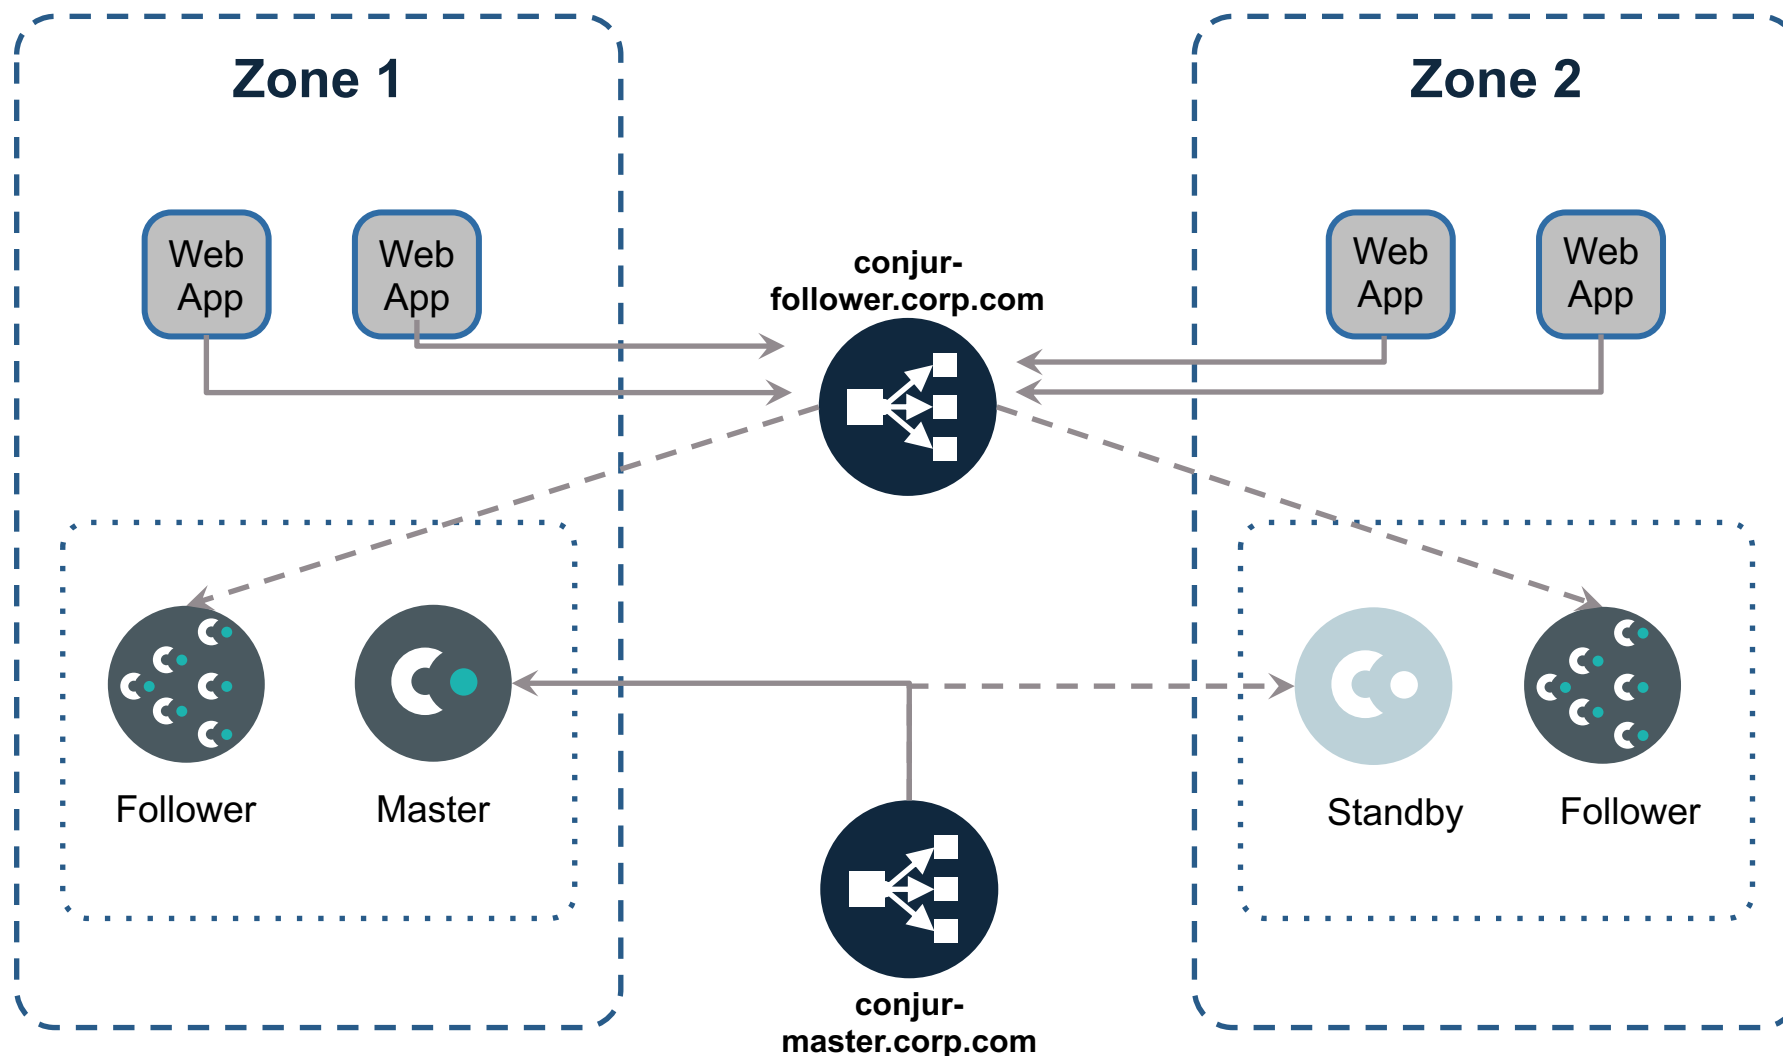 Zone 1
Zone 2
Web
App
Web
App
conjur-
follower.corp.com
Web
App
Web
App
Follower
Master
Standby
Follower
conjur-
master.corp.com